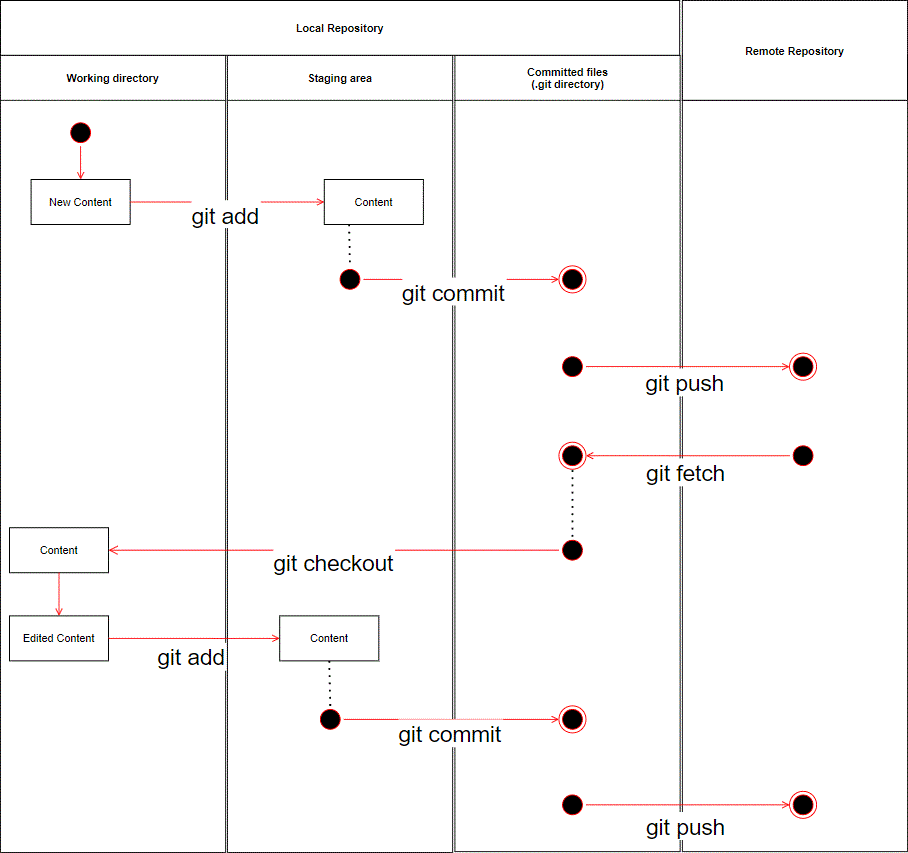 Local Repository
Remote Repository
Working directory
Staging area
Committed files
(.git directory)
New Content
git add
Content
git commit
git push
git fetch
Content
git checkout
Edited Content
git add
Content
git commit
git push